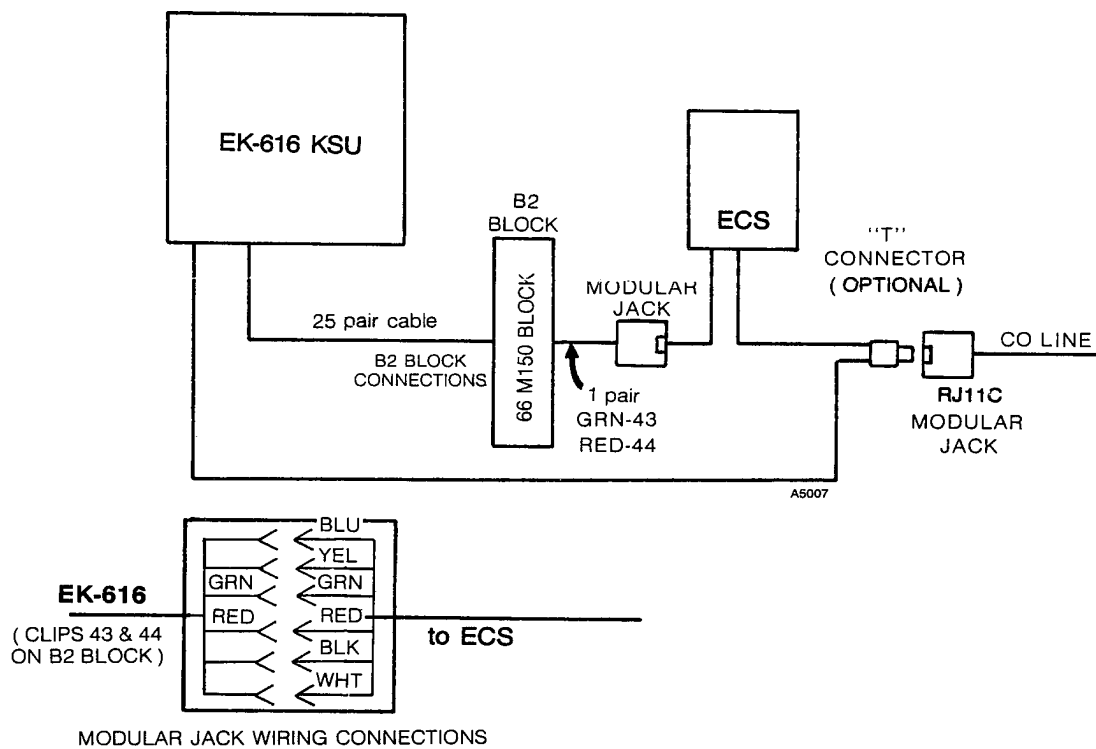 EK-616 KSU
B2
BLOCK
66 M150 BLOCK
25 pair cable
B2 BLOCK
CONNECTIONS
1 pair
GRN-43
RED-44
MODULAR
JACK
ECS
"T"
CONNECTOR
( OPTIONAL )
CO LINE
RJ11C
MODULAR
JACK
A5007
EK-616
( CLIPS 43 & 44
ON B2 BLOCK )
BLU
YEL
GRN GRN
RED RED
BLK
WHT
to ECS
MODULAR JACK WIRING CONNECTIONS